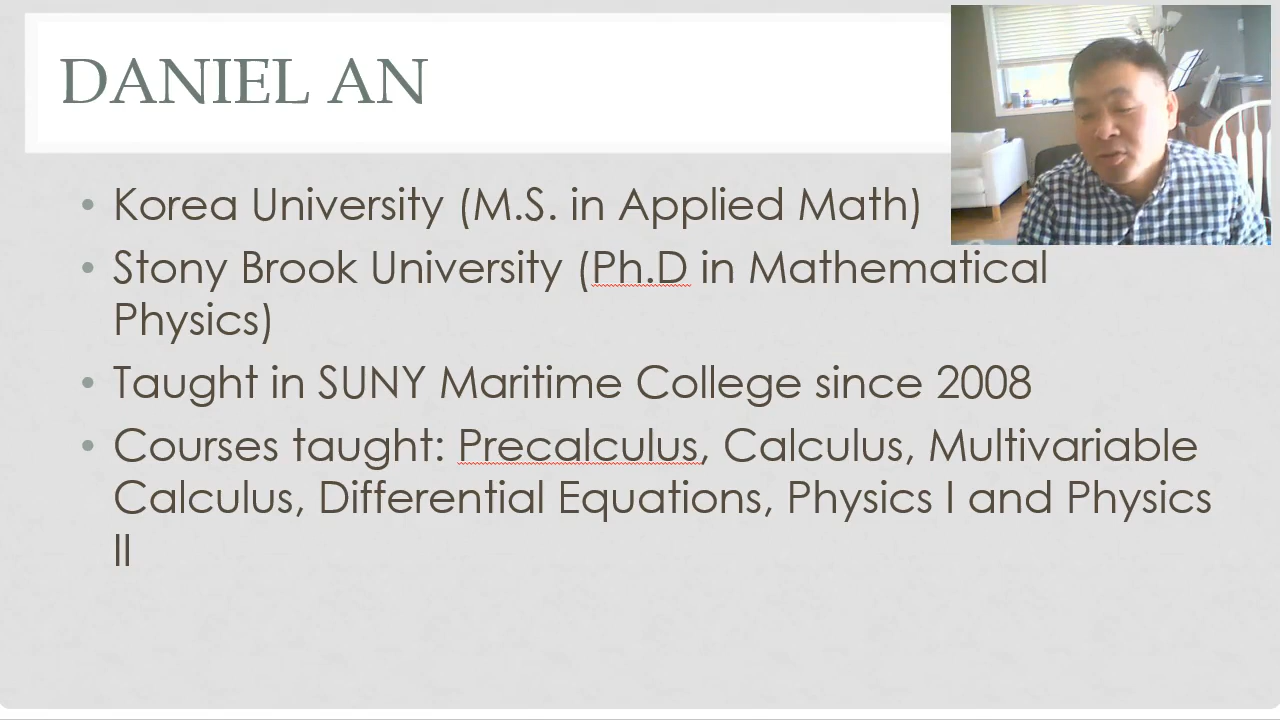 DANIEL AN
• Korea University (M.S. in Applied Math)
• Stony Brook University (Ph.D in Mathematical
Physics)
• Taught in SUNY Maritime College since 2008
• Courses taught: Precalculus, Calculus, Multivariable
Calculus, Differential Equations, Physics I and Physics
II